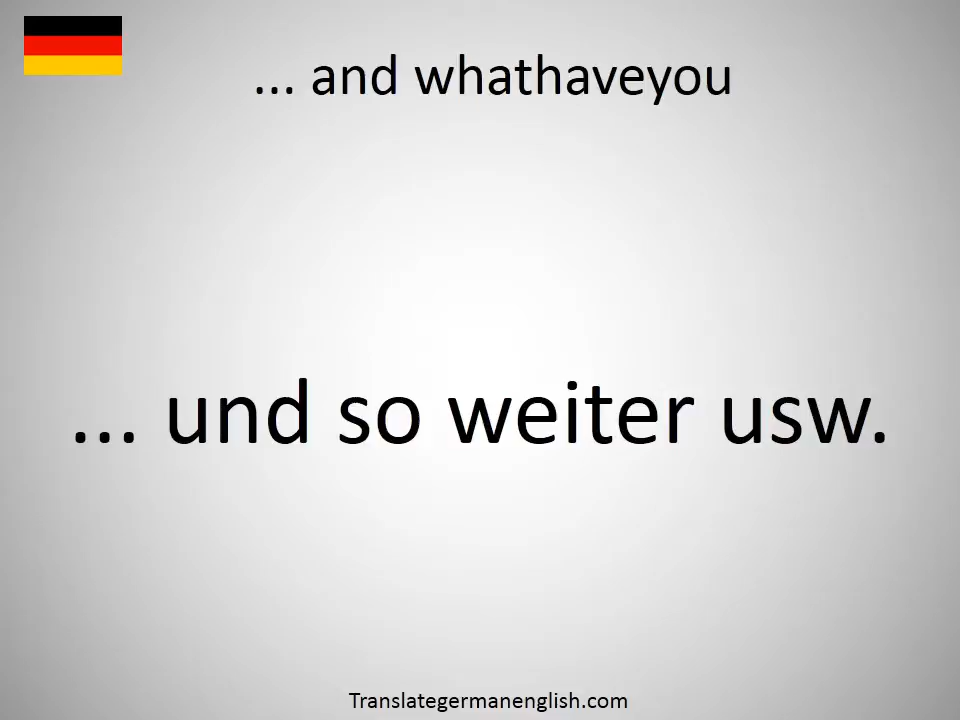 ... and whathaveyou
... und so weiter usw.
Translategermanenglish.com